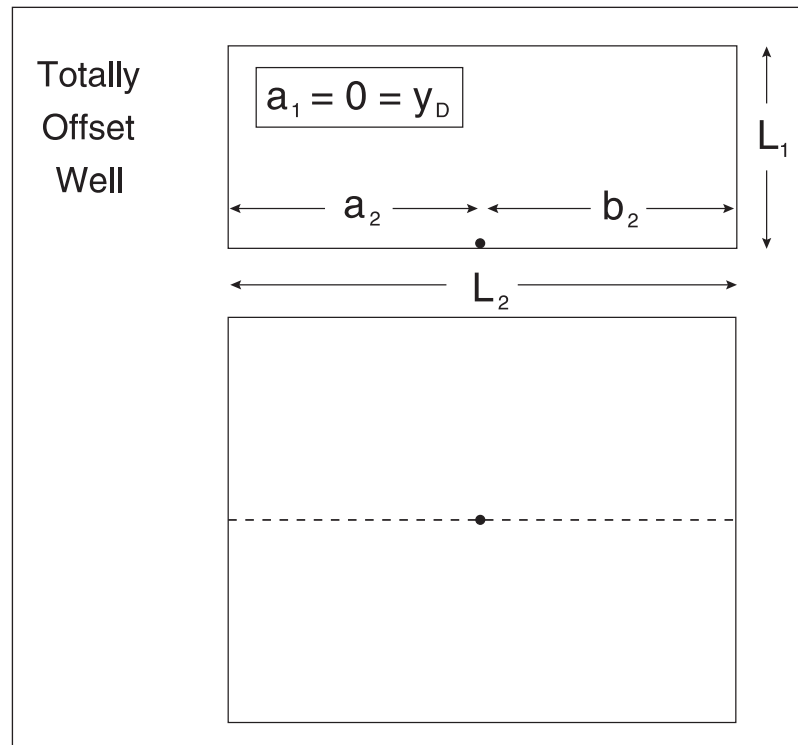 Totally
Offset
Well
a₁ = 0 = y_D
L₁
a₂ b₂
L₂